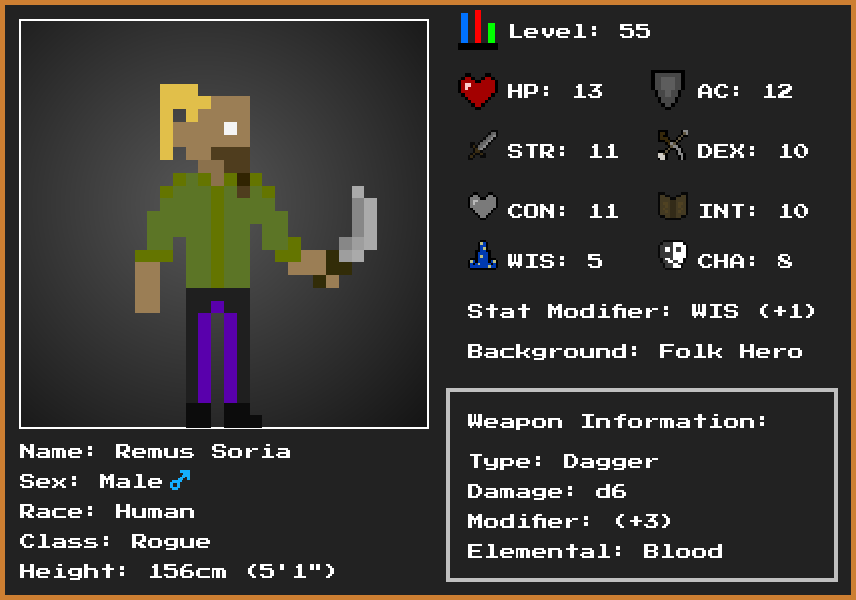 Level: 55
HP: 13
AC: 12
STR: 11
DEX: 10
CON: 11
INT: 10
WIS: 5
CHA: 8
Stat Modifier: WIS (+1)
Background: Folk Hero
Weapon Information:
Type: Dagger
Damage: d6
Modifier: (+3)
Elemental: Blood
Name: Remus Soria
Sex: Male♂
Race: Human
Class: Rogue
Height: 156cm (5'1")